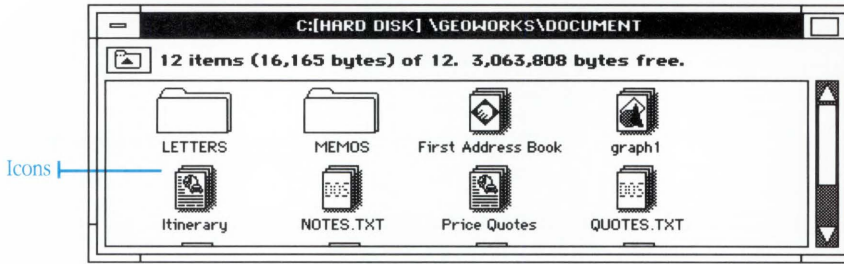 C:[HARD DISK] \GEOWORKS\DOCUMENT
12 items (16,165 bytes) of 12. 3,063,808 bytes free.
LETTERS MEMOS First Address Book graph1
Icons
Itinerary NOTES.TXT Price Quotes QUOTES.TXT